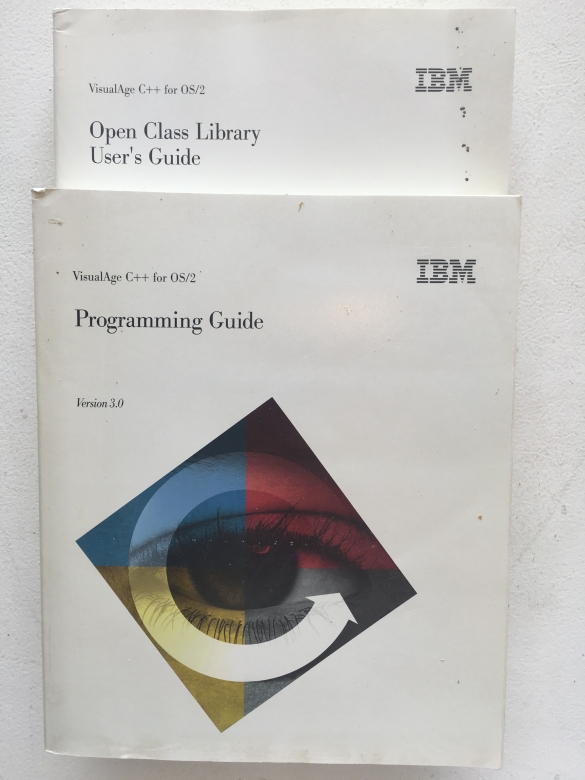 VisualAge C++ for OS/2
IBM
Open Class Library
User's Guide
VisualAge C++ for OS/2
IBM
Programming Guide
Version 3.0